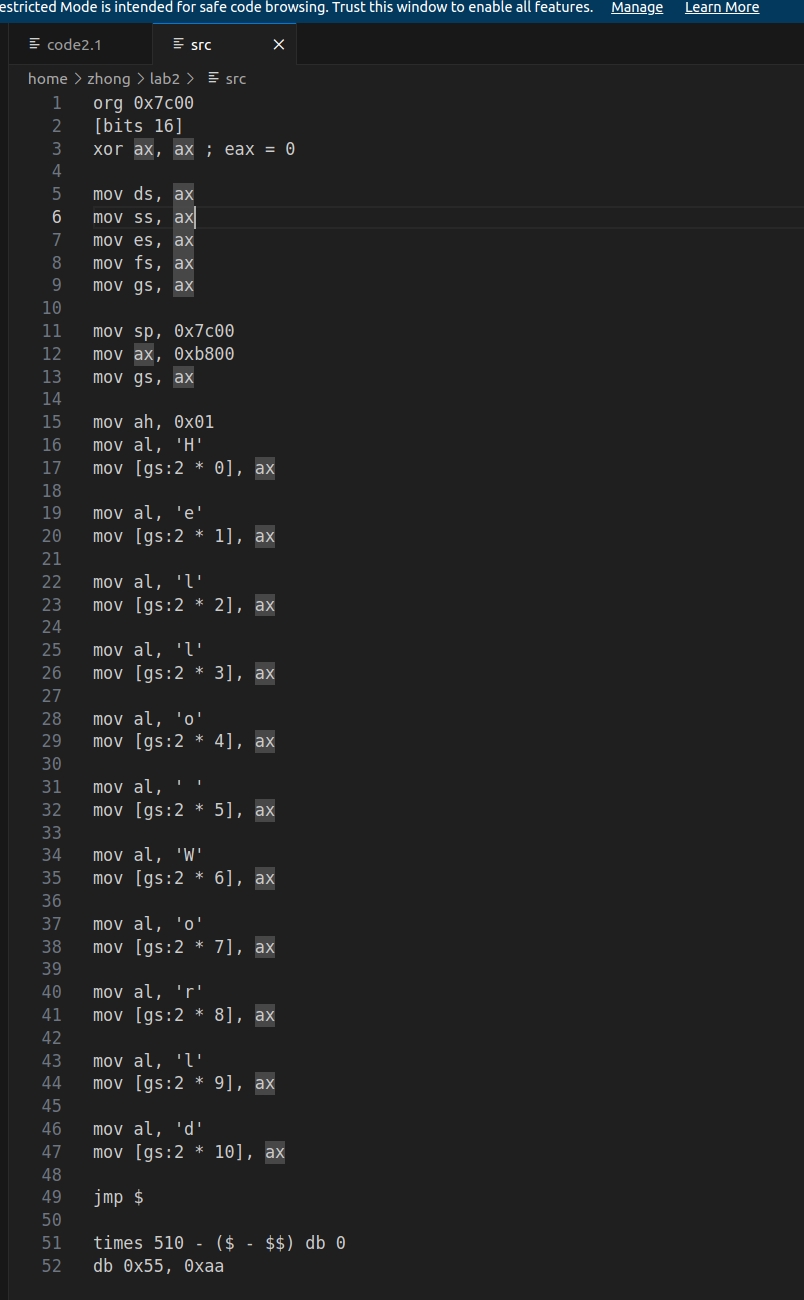 estricted Mode is intended for safe code browsing. Trust this window to enable all features. Manage Learn More
code2.1 src
home > zhong > lab2 > src
1 org 0x7c00
2 [bits 16]
3 xor ax, ax ; eax = 0
4
5 mov ds, ax
6 mov ss, ax
7 mov es, ax
8 mov fs, ax
9 mov gs, ax
10
11 mov sp, 0x7c00
12 mov ax, 0xb800
13 mov gs, ax
14
15 mov ah, 0x01
16 mov al, 'H'
17 mov [gs:2 * 0], ax
18
19 mov al, 'e'
20 mov [gs:2 * 1], ax
21
22 mov al, 'l'
23 mov [gs:2 * 2], ax
24
25 mov al, 'l'
26 mov [gs:2 * 3], ax
27
28 mov al, 'o'
29 mov [gs:2 * 4], ax
30
31 mov al, ' '
32 mov [gs:2 * 5], ax
33
34 mov al, 'W'
35 mov [gs:2 * 6], ax
36
37 mov al, 'o'
38 mov [gs:2 * 7], ax
39
40 mov al, 'r'
41 mov [gs:2 * 8], ax
42
43 mov al, 'l'
44 mov [gs:2 * 9], ax
45
46 mov al, 'd'
47 mov [gs:2 * 10], ax
48
49 jmp $
50
51 times 510 - ($ - $$) db 0
52 db 0x55, 0xaa